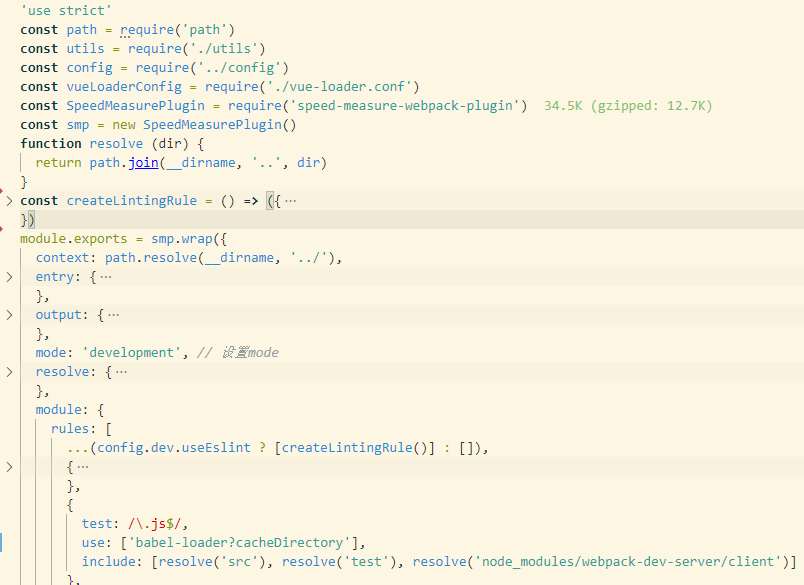 'use strict'
const path = require('path')
const utils = require('./utils')
const config = require('../config')
const vueLoaderConfig = require('./vue-loader.conf')
const SpeedMeasurePlugin = require('speed-measure-webpack-plugin')  34.5K (gzipped: 12.7K)
const smp = new SpeedMeasurePlugin()
function resolve (dir) {
  return path.join(__dirname, '..', dir)
}
const createLintingRule = () => ({ ···
})
module.exports = smp.wrap({
  context: path.resolve(__dirname, '../'),
  entry: { ···
  },
  output: { ···
  },
  mode: 'development', // 设置mode
  resolve: { ···
  },
  module: {
    rules: [
      ...(config.dev.useEslint ? [createLintingRule()] : []),
      { ···
      },
      {
        test: /\.js$/,
        use: ['babel-loader?cacheDirectory'],
        include: [resolve('src'), resolve('test'), resolve('node_modules/webpack-dev-server/client')]
      },